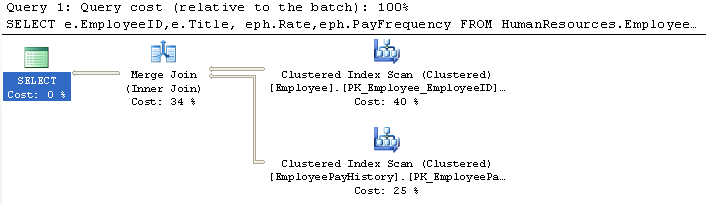 Query 1: Query cost (relative to the batch): 100%
SELECT e.EmployeeID,e.Title, eph.Rate,eph.PayFrequency FROM HumanResources.Employee…
SELECT
Cost: 0 %
Merge Join
(Inner Join)
Cost: 34 %
Clustered Index Scan (Clustered)
[Employee].[PK_Employee_EmployeeID]…
Cost: 40 %
Clustered Index Scan (Clustered)
[EmployeePayHistory].[PK_EmployeePa…
Cost: 25 %